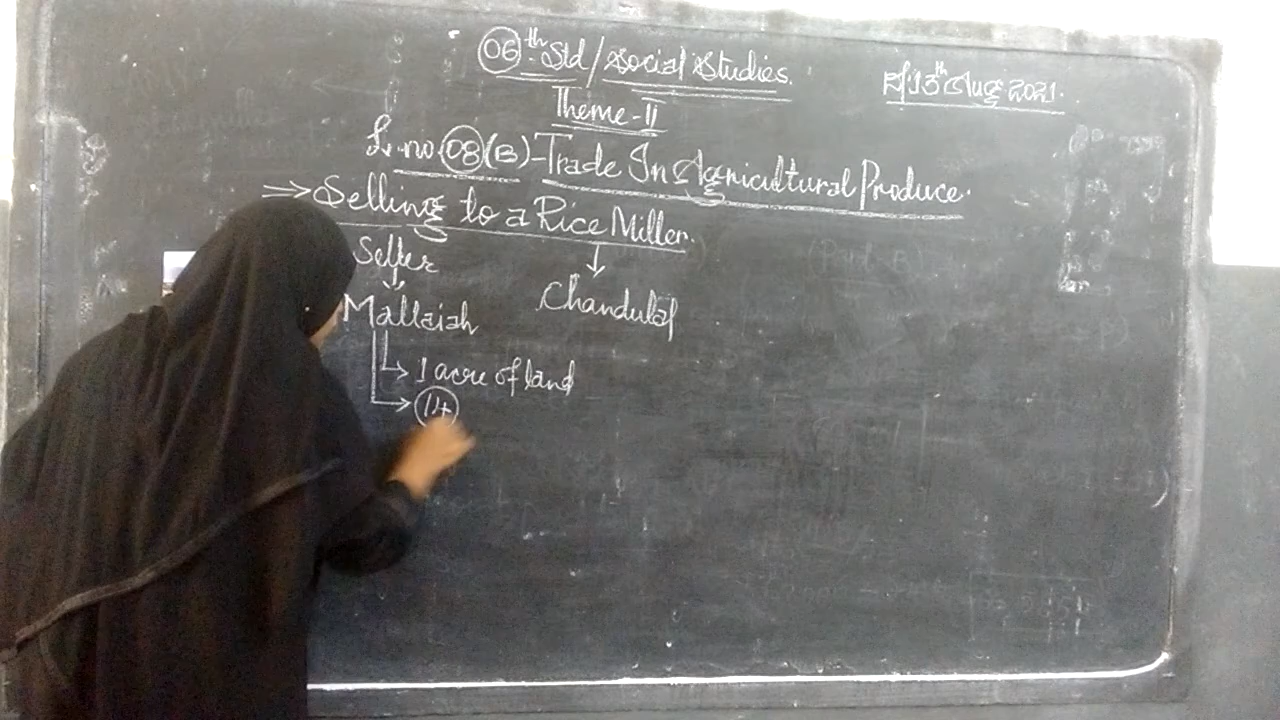 06th Std / Social Studies.
Dt 13th Aug 2021.
Theme-II
L.no 08 (B) - Trade In Agricultural Produce.
⇒ Selling to a Rice Miller.
Seller
Mallaiah
Chandulal
1 acre of land
14